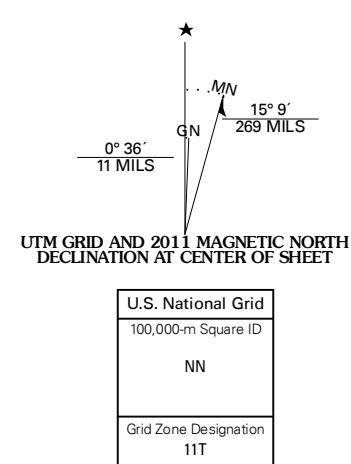 ★
MN
15° 9´
269 MILS
GN
0° 36´
11 MILS
UTM GRID AND 2011 MAGNETIC NORTH
DECLINATION AT CENTER OF SHEET
U.S. National Grid
100,000-m Square ID
NN
Grid Zone Designation
11T